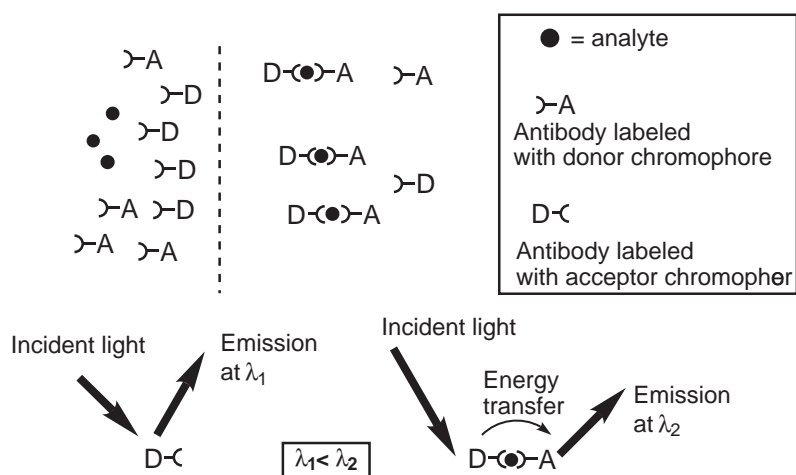 A
D
D
D
A D
A A
D A A
D A
D
D A
= analyte
A
Antibody labeled
with donor chromophore
D
Antibody labeled
with acceptor chromopher
Incident light
Emission
at λ1
D
λ1< λ2
Incident light
Energy
transfer
Emission
at λ2
D A